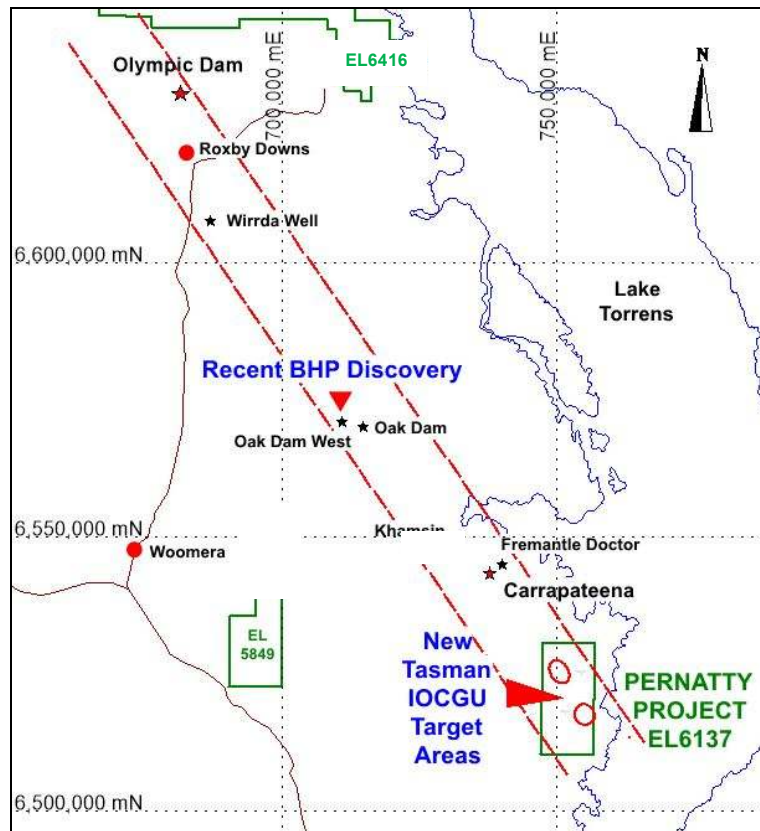 EL6416
Olympic Dam
700,000 mE
750,000 mE
N
Roxby Downs
Wirrda Well
6,600,000 mN
Lake
Torrens
Recent BHP Discovery
Oak Dam West
Oak Dam
6,550,000 mN
Khamsin
Woomera
Fremantle Doctor
Carrapateena
EL
5849
New
Tasman
IOCGU
Target
Areas
PERNATTY
PROJECT
EL6137
6,500,000 mN